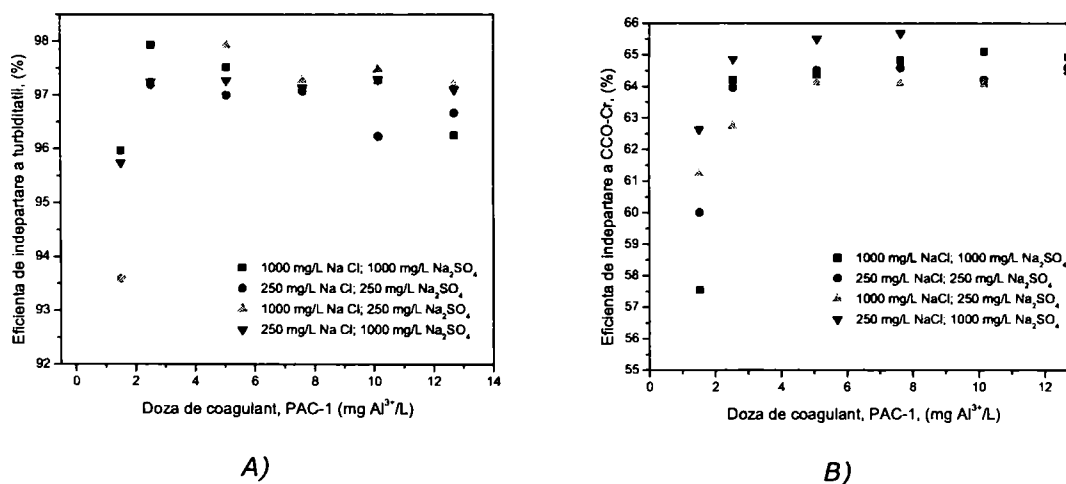 98
97
96
95
94
93
92
0
2
4
6
8
10
12
14
Eficienta de indepartare a turbiditatii, (%)
1000 mg/L Na Cl; 1000 mg/L Na₂SO₄
250 mg/L Na Cl; 250 mg/L Na₂SO₄
1000 mg/L Na Cl; 250 mg/L Na₂SO₄
250 mg/L Na Cl; 1000 mg/L Na₂SO₄
Doza de coagulant, PAC-1 (mg Al³⁺/L)
A)
66
65
64
63
62
61
60
59
58
57
56
55
0
2
4
6
8
10
12
Eficienta de indepartare a CCO-Cr, (%)
1000 mg/L NaCl; 1000 mg/L Na₂SO₄
250 mg/L NaCl; 250 mg/L Na₂SO₄
1000 mg/L NaCl; 250 mg/L Na₂SO₄
250 mg/L NaCl; 1000 mg/L Na₂SO₄
Doza de coagulant, PAC-1, (mg Al³⁺/L)
B)